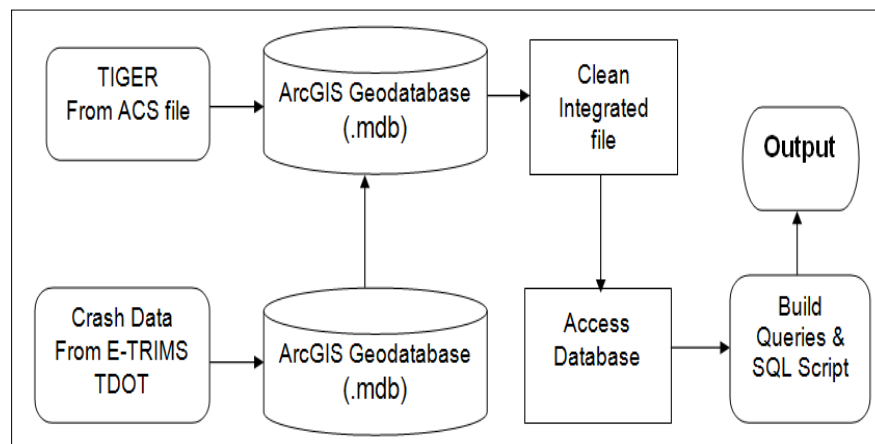 TIGER
From ACS file
ArcGIS Geodatabase
(.mdb)
Clean
Integrated
file
Output
Crash Data
From E-TRIMS
TDOT
ArcGIS Geodatabase
(.mdb)
Access
Database
Build
Queries &
SQL Script